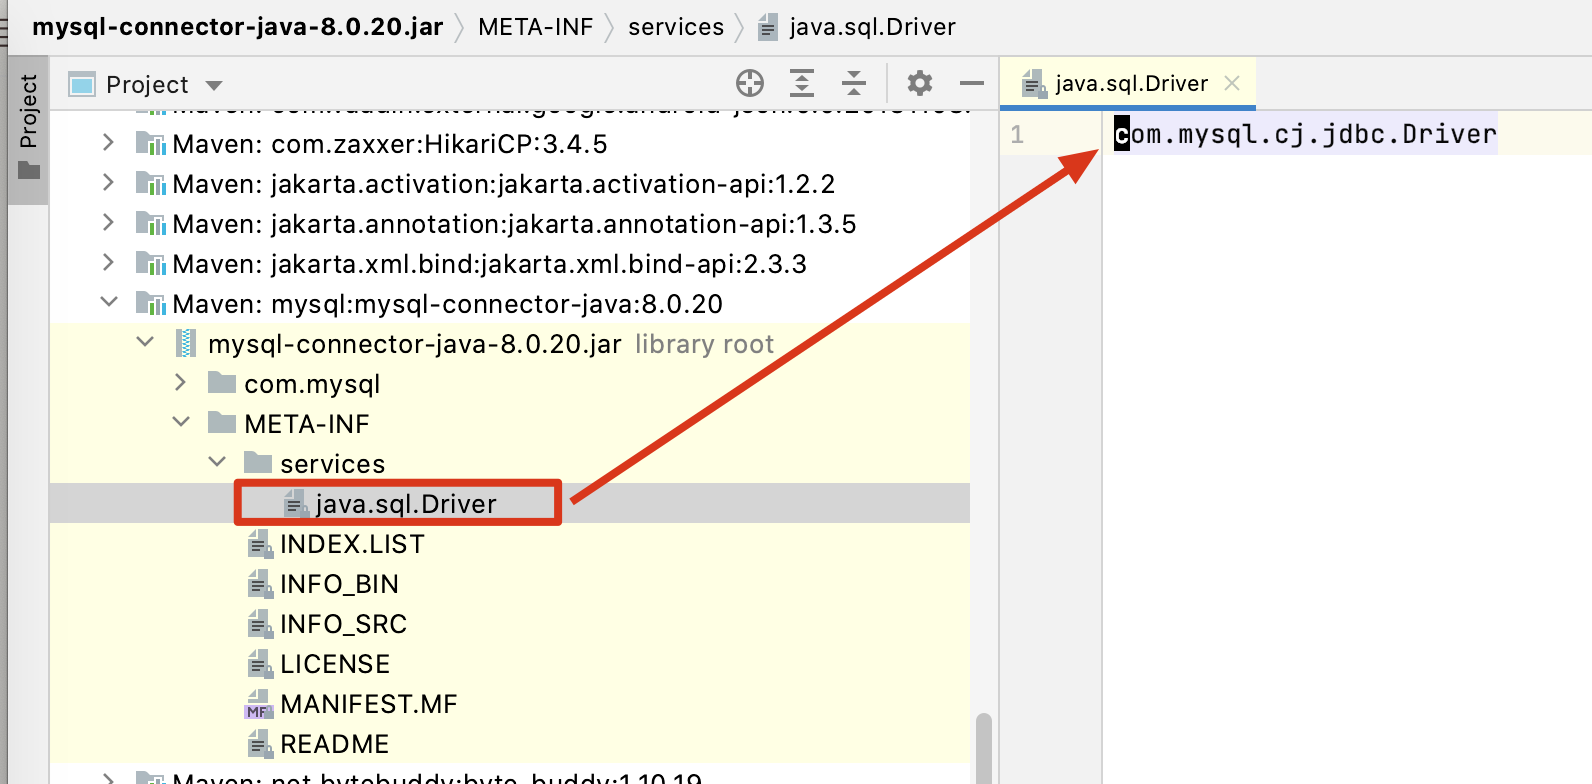 mysql-connector-java-8.0.20.jar META-INF services java.sql.Driver
Project
Project
java.sql.Driver
1 com.mysql.cj.jdbc.Driver
Maven: com.zaxxer:HikariCP:3.4.5
Maven: jakarta.activation:jakarta.activation-api:1.2.2
Maven: jakarta.annotation:jakarta.annotation-api:1.3.5
Maven: jakarta.xml.bind:jakarta.xml.bind-api:2.3.3
Maven: mysql:mysql-connector-java:8.0.20
mysql-connector-java-8.0.20.jar library root
com.mysql
META-INF
services
java.sql.Driver
INDEX.LIST
INFO_BIN
INFO_SRC
LICENSE
MF MANIFEST.MF
README
Maven: net.bytebuddy:byte-buddy:1.10.19